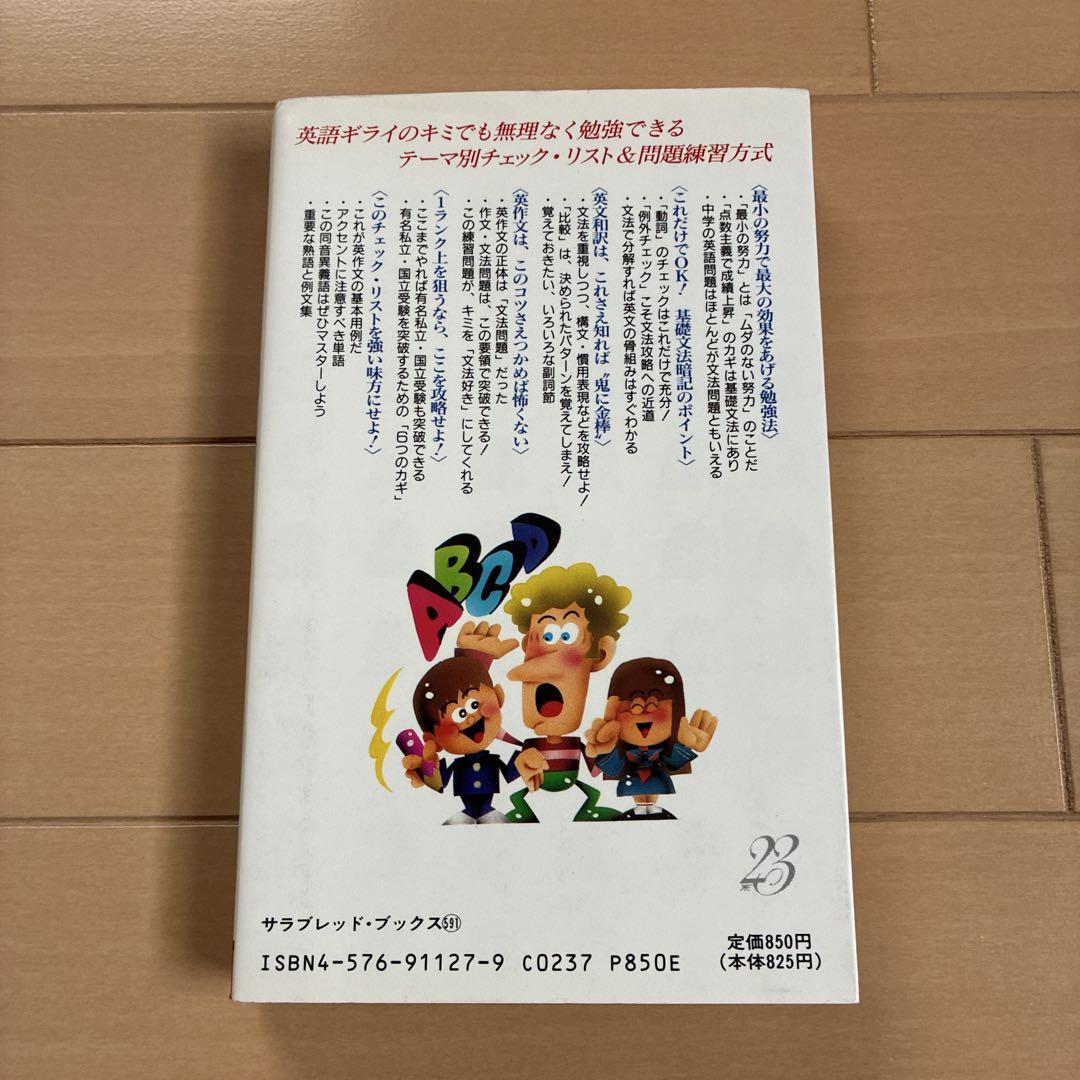 英語ギライのキミでも無理なく勉強できる
テーマ別チェック・リスト&問題練習方式
〈最小の努力で最大の効果をあげる勉強法〉
・「最小の努力」とは「ムダのない努力」のことだ
・「点数主義で成績上昇」のカギは基礎文法にあり
・中学の英語問題はほとんどが文法問題ともいえる
〈これだけでOK! 基礎文法暗記のポイント〉
・「動詞」のチェックはこれだけで充分!
・「例外チェック」こそ文法攻略への近道
・文法で分解すれば英文の骨組みはすぐわかる
〈英文和訳は、これさえ知れば〝鬼に金棒〟〉
・文法を重視しつつ、構文・慣用表現などを攻略せよ!
・「比較」は、決められたパターンを覚えてしまえ!
・覚えておきたい、いろいろな副詞節
〈英作文は、このコツさえつかめば怖くない〉
・英作文の正体は「文法問題」だった
・作文・文法問題は、この要領で突破できる!
・この練習問題が、キミを「文法好き」にしてくれる
〈1ランク上を狙うなら、ここを攻略せよ!〉
・ここまでやれば有名私立・国立受験も突破できる
・有名私立・国立受験を突破するための「6つのカギ」
〈このチェック・リストを強い味方にせよ!〉
・これが英作文の基本用例だ
・アクセントに注意すべき単語
・この同音異義語はぜひマスターしよう
・重要な熟語と例文集
ABCD
23
サラブレッド・ブックス591
定価850円
(本体825円)
ISBN4-576-91127-9 C0237 P850E